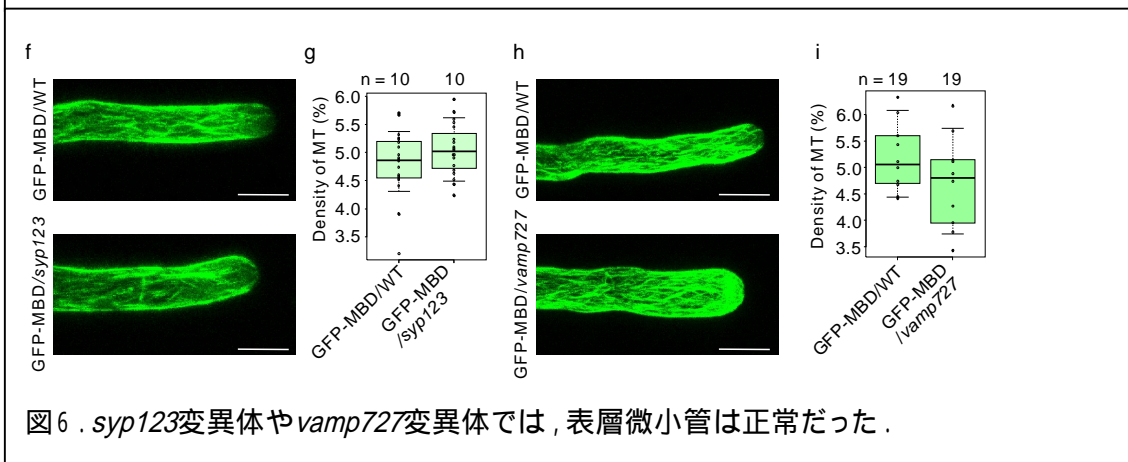 f
GFP-MBD/WT
GFP-MBD/syp123
g
n = 10 10
Density of MT (%)
6.0
5.5
5.0
4.5
4.0
3.5
GFP-MBD/WT
GFP-MBD
/syp123
h
GFP-MBD/WT
GFP-MBD/vamp727
i
n = 19 19
Density of MT (%)
6.0
5.5
5.0
4.5
4.0
3.5
GFP-MBD/WT
GFP-MBD
/vamp727
図6 . syp123変異体やvamp727変異体では , 表層微小管は正常だった .